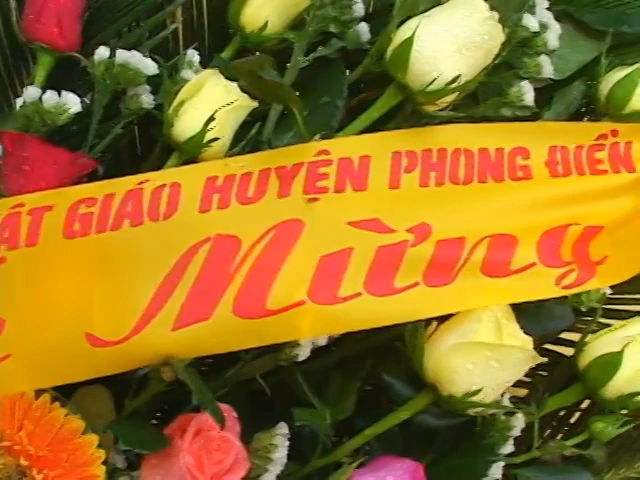 ẬT GIÁO HUYỆN PHONG ĐIỀN
Mừng